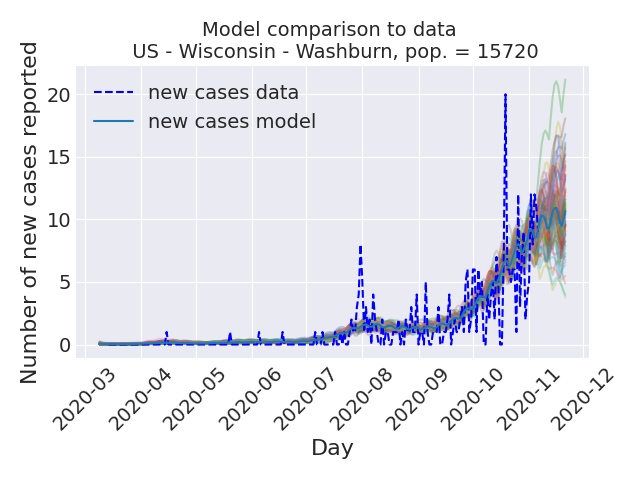 Model comparison to data
US - Wisconsin - Washburn, pop. = 15720
Number of new cases reported
new cases data
new cases model
20
15
10
5
0
2020-03
2020-04
2020-05
2020-06
2020-07
2020-08
2020-09
2020-10
2020-11
2020-12
Day